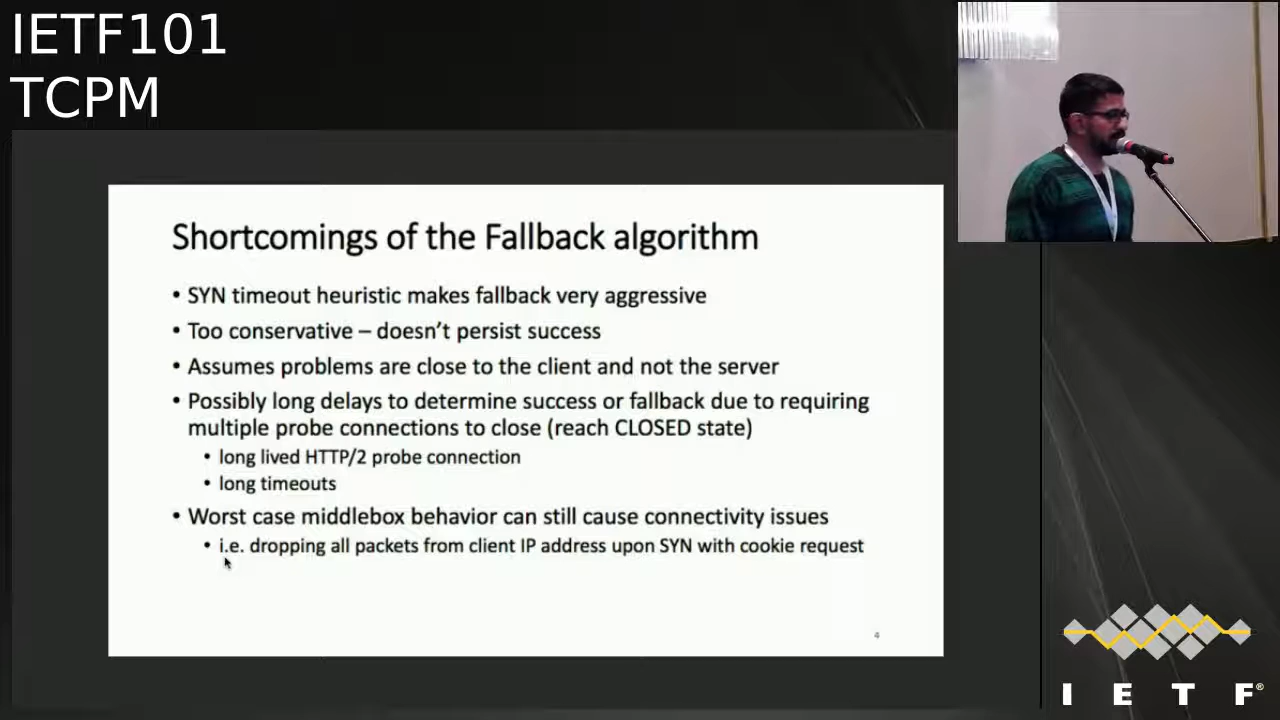 IETF101
TCPM
Shortcomings of the Fallback algorithm
• SYN timeout heuristic makes fallback very aggressive
• Too conservative – doesn't persist success
• Assumes problems are close to the client and not the server
• Possibly long delays to determine success or fallback due to requiring
multiple probe connections to close (reach CLOSED state)
• long lived HTTP/2 probe connection
• long timeouts
• Worst case middlebox behavior can still cause connectivity issues
• i.e. dropping all packets from client IP address upon SYN with cookie request
4
I E T F®